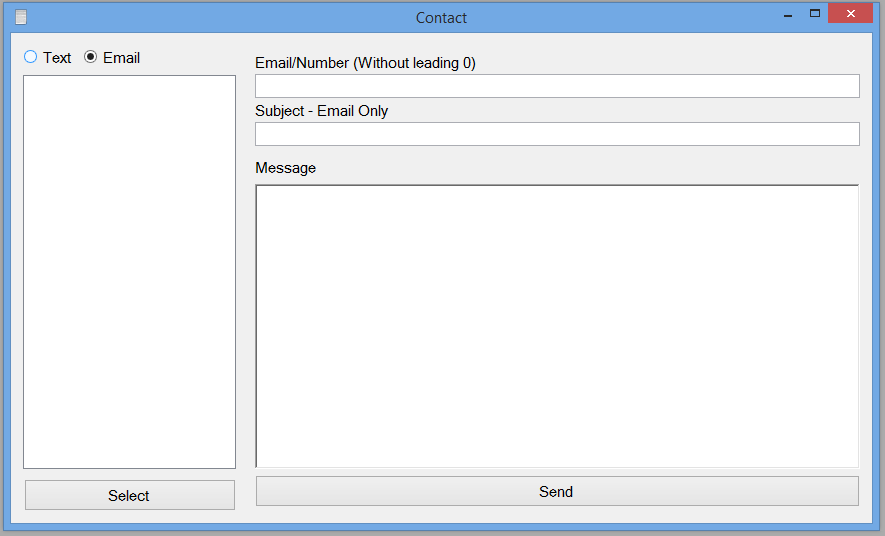 Contact
Text Email
Email/Number (Without leading 0)
Subject - Email Only
Message
Select
Send